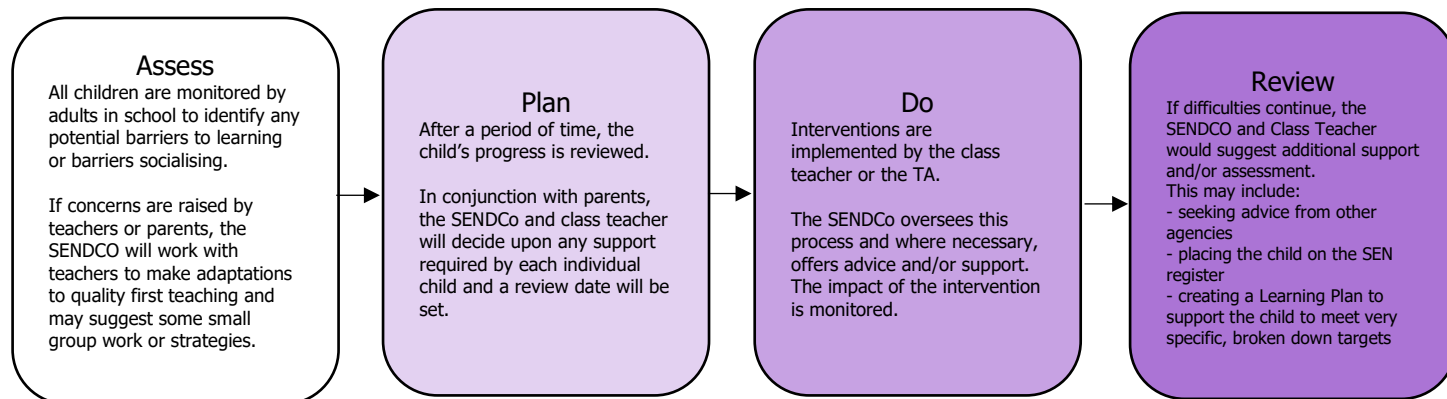 Assess
All children are monitored by
adults in school to identify any
potential barriers to learning
or barriers socialising.
If concerns are raised by
teachers or parents, the
SENDCO will work with
teachers to make adaptations
to quality first teaching and
may suggest some small
group work or strategies.
Plan
After a period of time, the
child's progress is reviewed.
In conjunction with parents,
the SENDCo and class teacher
will decide upon any support
required by each individual
child and a review date will be
set.
Do
Interventions are
implemented by the class
teacher or the TA.
The SENDCo oversees this
process and where necessary,
offers advice and/or support.
The impact of the intervention
is monitored.
Review
If difficulties continue, the
SENDCO and Class Teacher
would suggest additional support
and/or assessment.
This may include:
- seeking advice from other
agencies
- placing the child on the SEN
register
- creating a Learning Plan to
support the child to meet very
specific, broken down targets